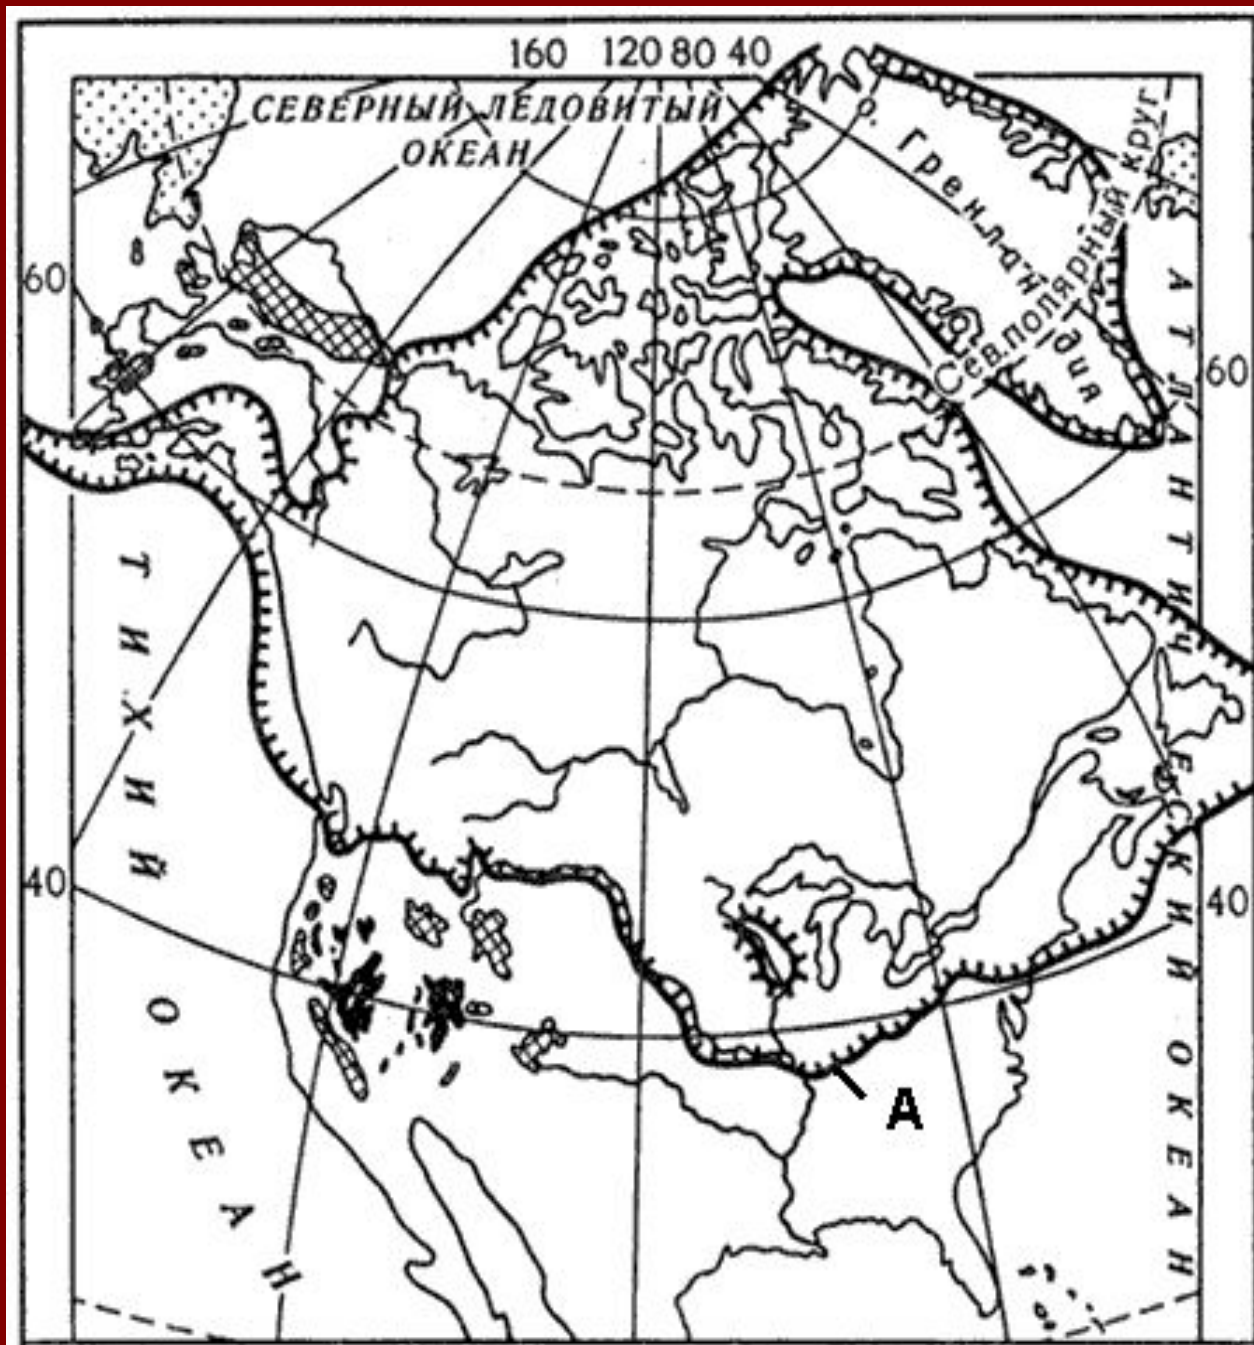 160 120 80 40
СЕВЕРНЫЙ ЛЕДОВИТЫЙ
ОКЕАН
о. Гренландия
Сев. полярный круг
60
60
АТЛАНТИЧЕСКИЙ ОКЕАН
ТИХИЙ ОКЕАН
40
40
А